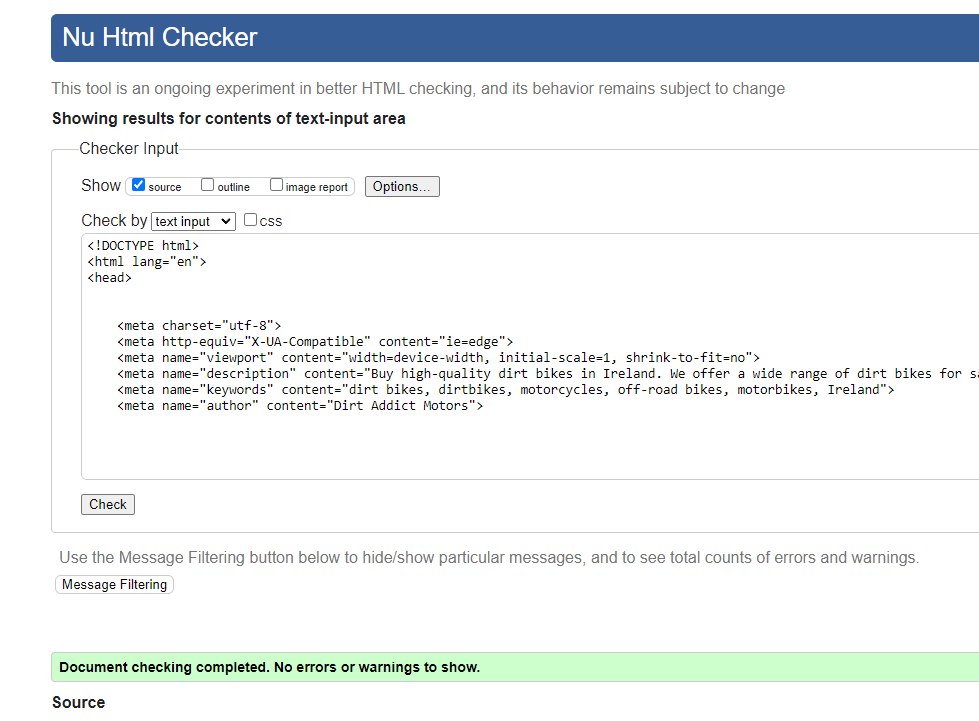 Nu Html Checker
This tool is an ongoing experiment in better HTML checking, and its behavior remains subject to change
Showing results for contents of text-input area
Checker Input
Show source outline image report Options...
Check by text input css
<!DOCTYPE html>
<html lang="en">
<head>
<meta charset="utf-8">
<meta http-equiv="X-UA-Compatible" content="ie=edge">
<meta name="viewport" content="width=device-width, initial-scale=1, shrink-to-fit=no">
<meta name="description" content="Buy high-quality dirt bikes in Ireland. We offer a wide range of dirt bikes for
<meta name="keywords" content="dirt bikes, dirtbikes, motorcycles, off-road bikes, motorbikes, Ireland">
<meta name="author" content="Dirt Addict Motors">
Check
Use the Message Filtering button below to hide/show particular messages, and to see total counts of errors and warnings.
Message Filtering
Document checking completed. No errors or warnings to show.
Source